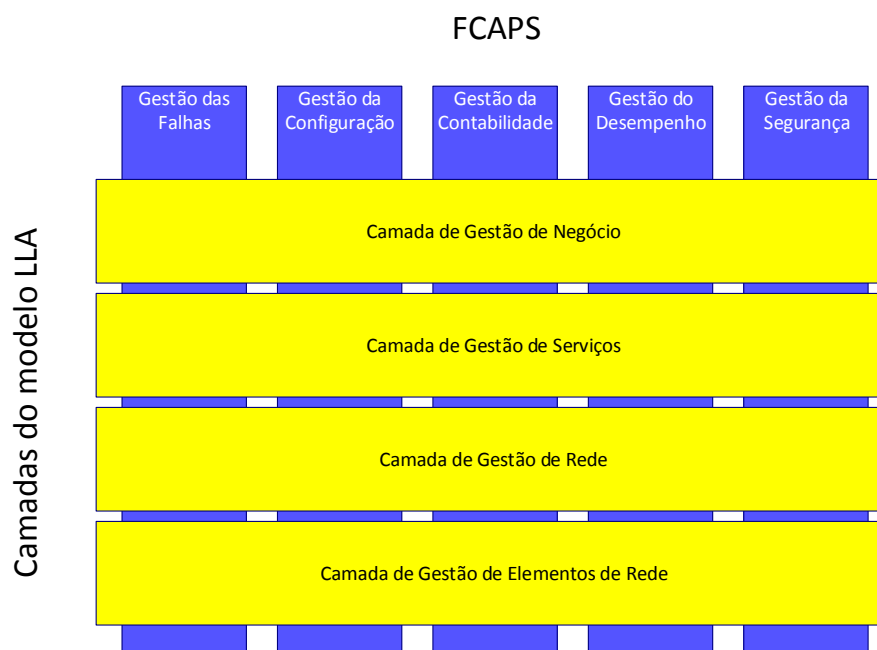 FCAPS
Gestão das
Falhas
Gestão da
Configuração
Gestão da
Contabilidade
Gestão do
Desempenho
Gestão da
Segurança
Camadas do modelo LLA
Camada de Gestão de Negócio
Camada de Gestão de Serviços
Camada de Gestão de Rede
Camada de Gestão de Elementos de Rede